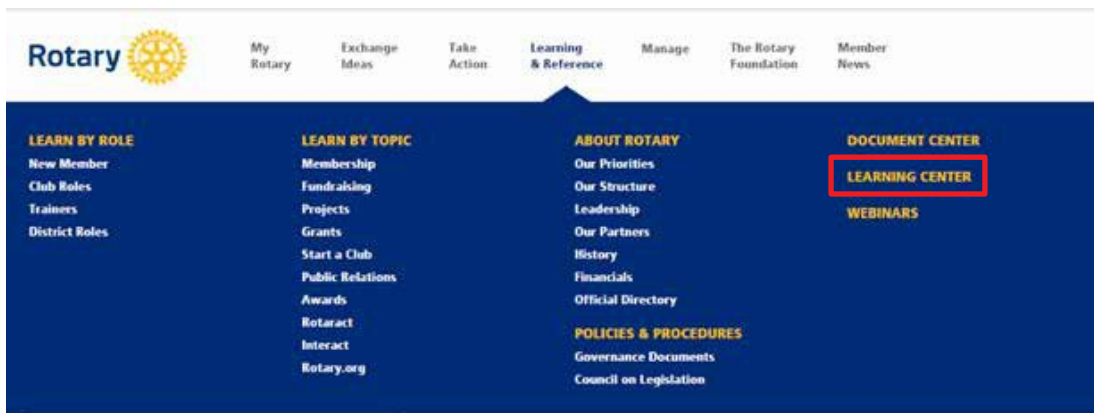 Rotary
My
Rotary
Exchange
Ideas
Take
Action
Learning
& Reference
Manage
The Rotary
Foundation
Member
News
LEARN BY ROLE
New Member
Club Roles
Trainers
District Roles
LEARN BY TOPIC
Membership
Fundraising
Projects
Grants
Start a Club
Public Relations
Awards
Rotaract
Interact
Rotary.org
ABOUT ROTARY
Our Priorities
Our Structure
Leadership
Our Partners
History
Financials
Official Directory
POLICIES & PROCEDURES
Governance Documents
Council on Legislation
DOCUMENT CENTER
LEARNING CENTER
WEBINARS